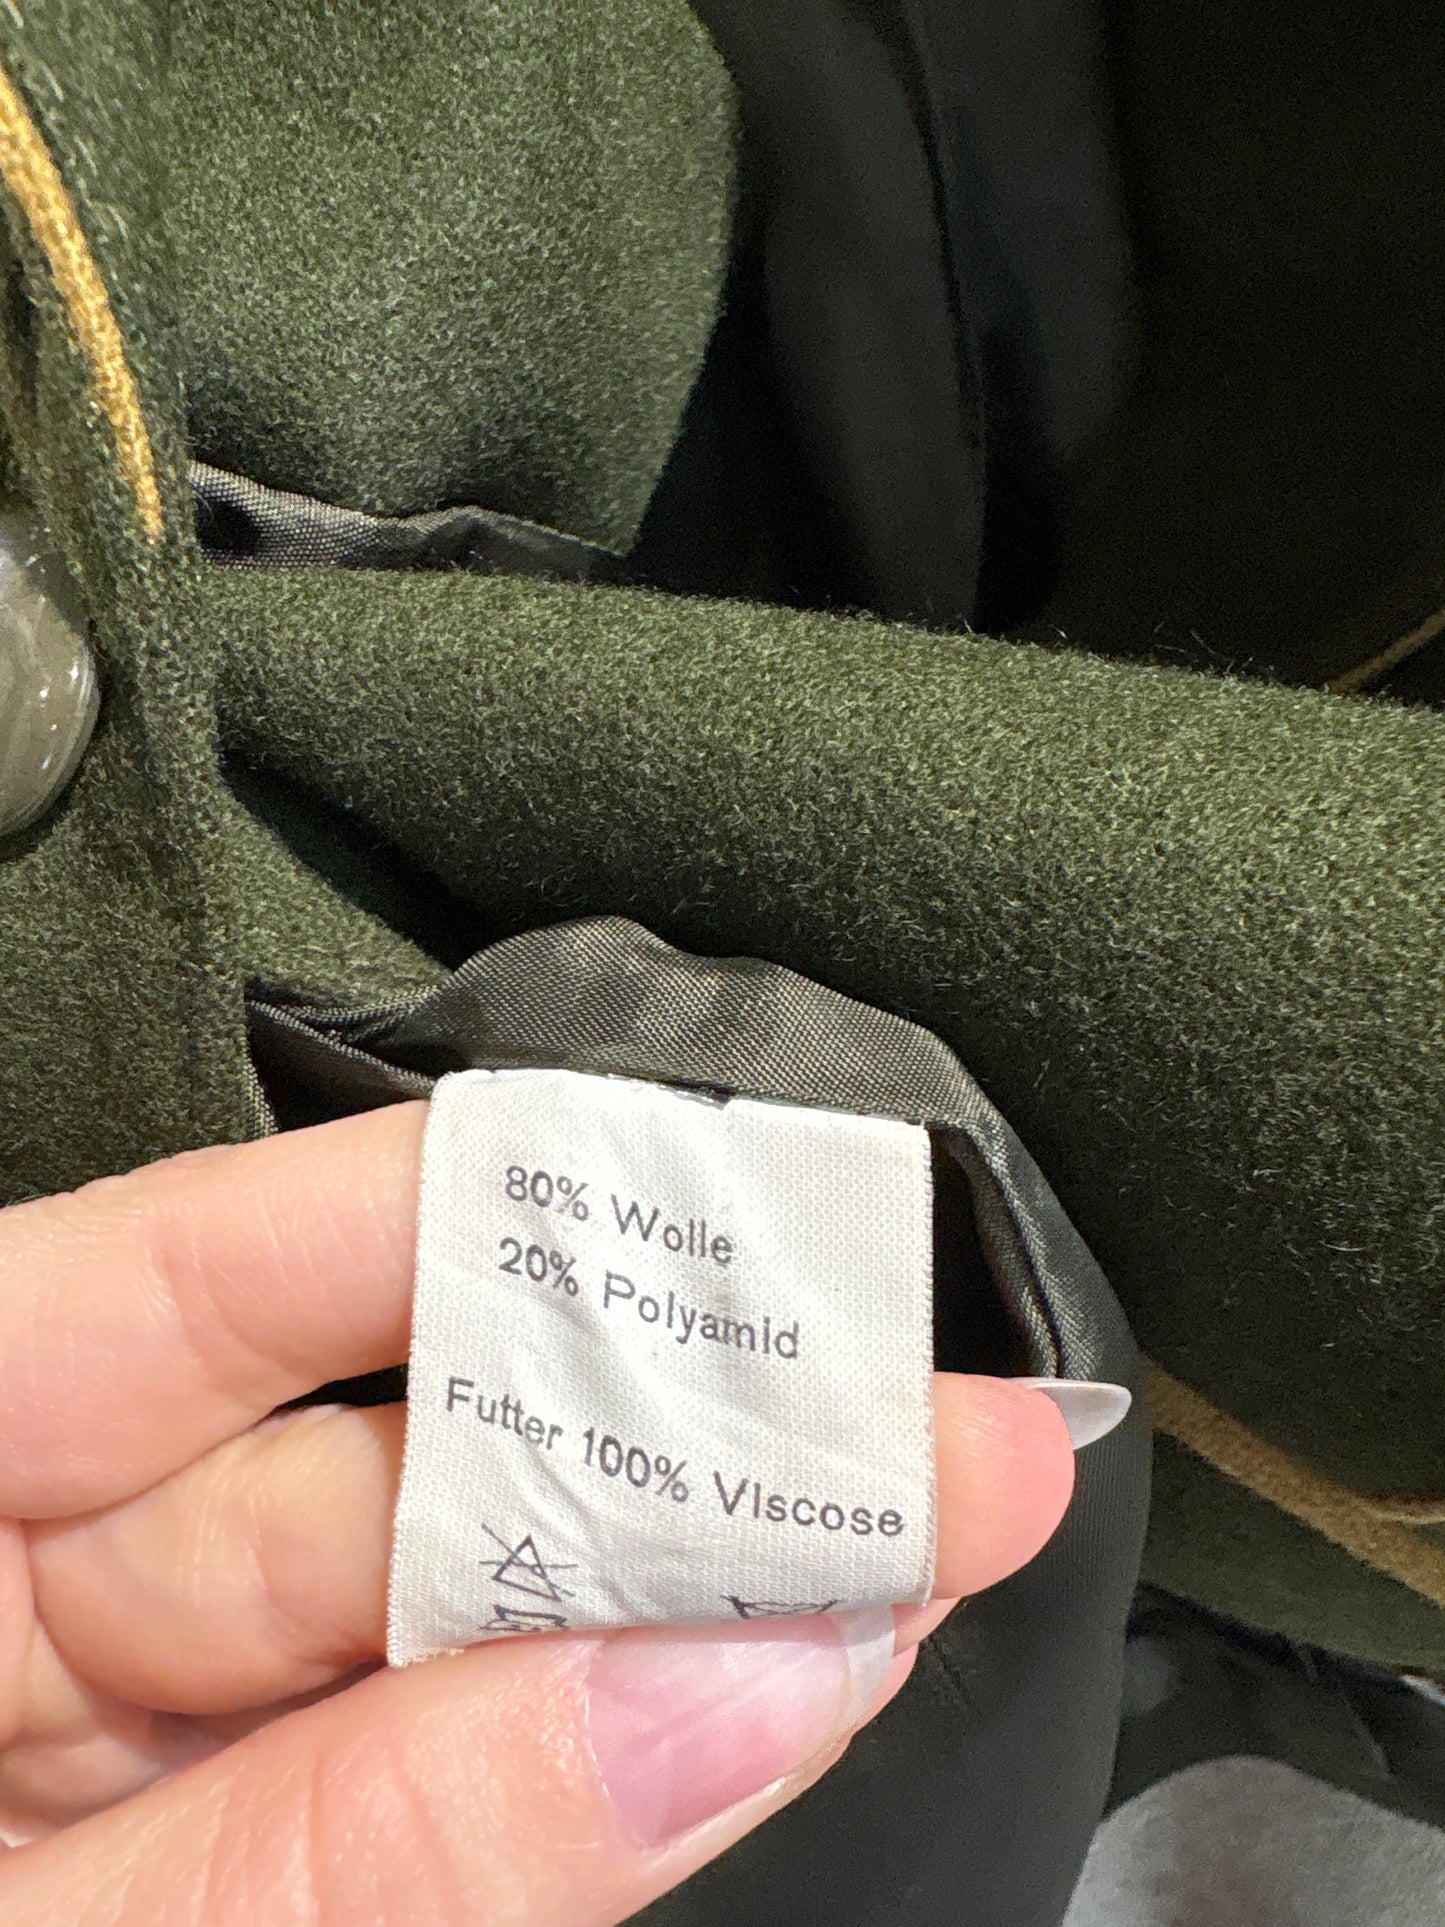 80% Wolle
20% Polyamid
Futter 100% Viscose